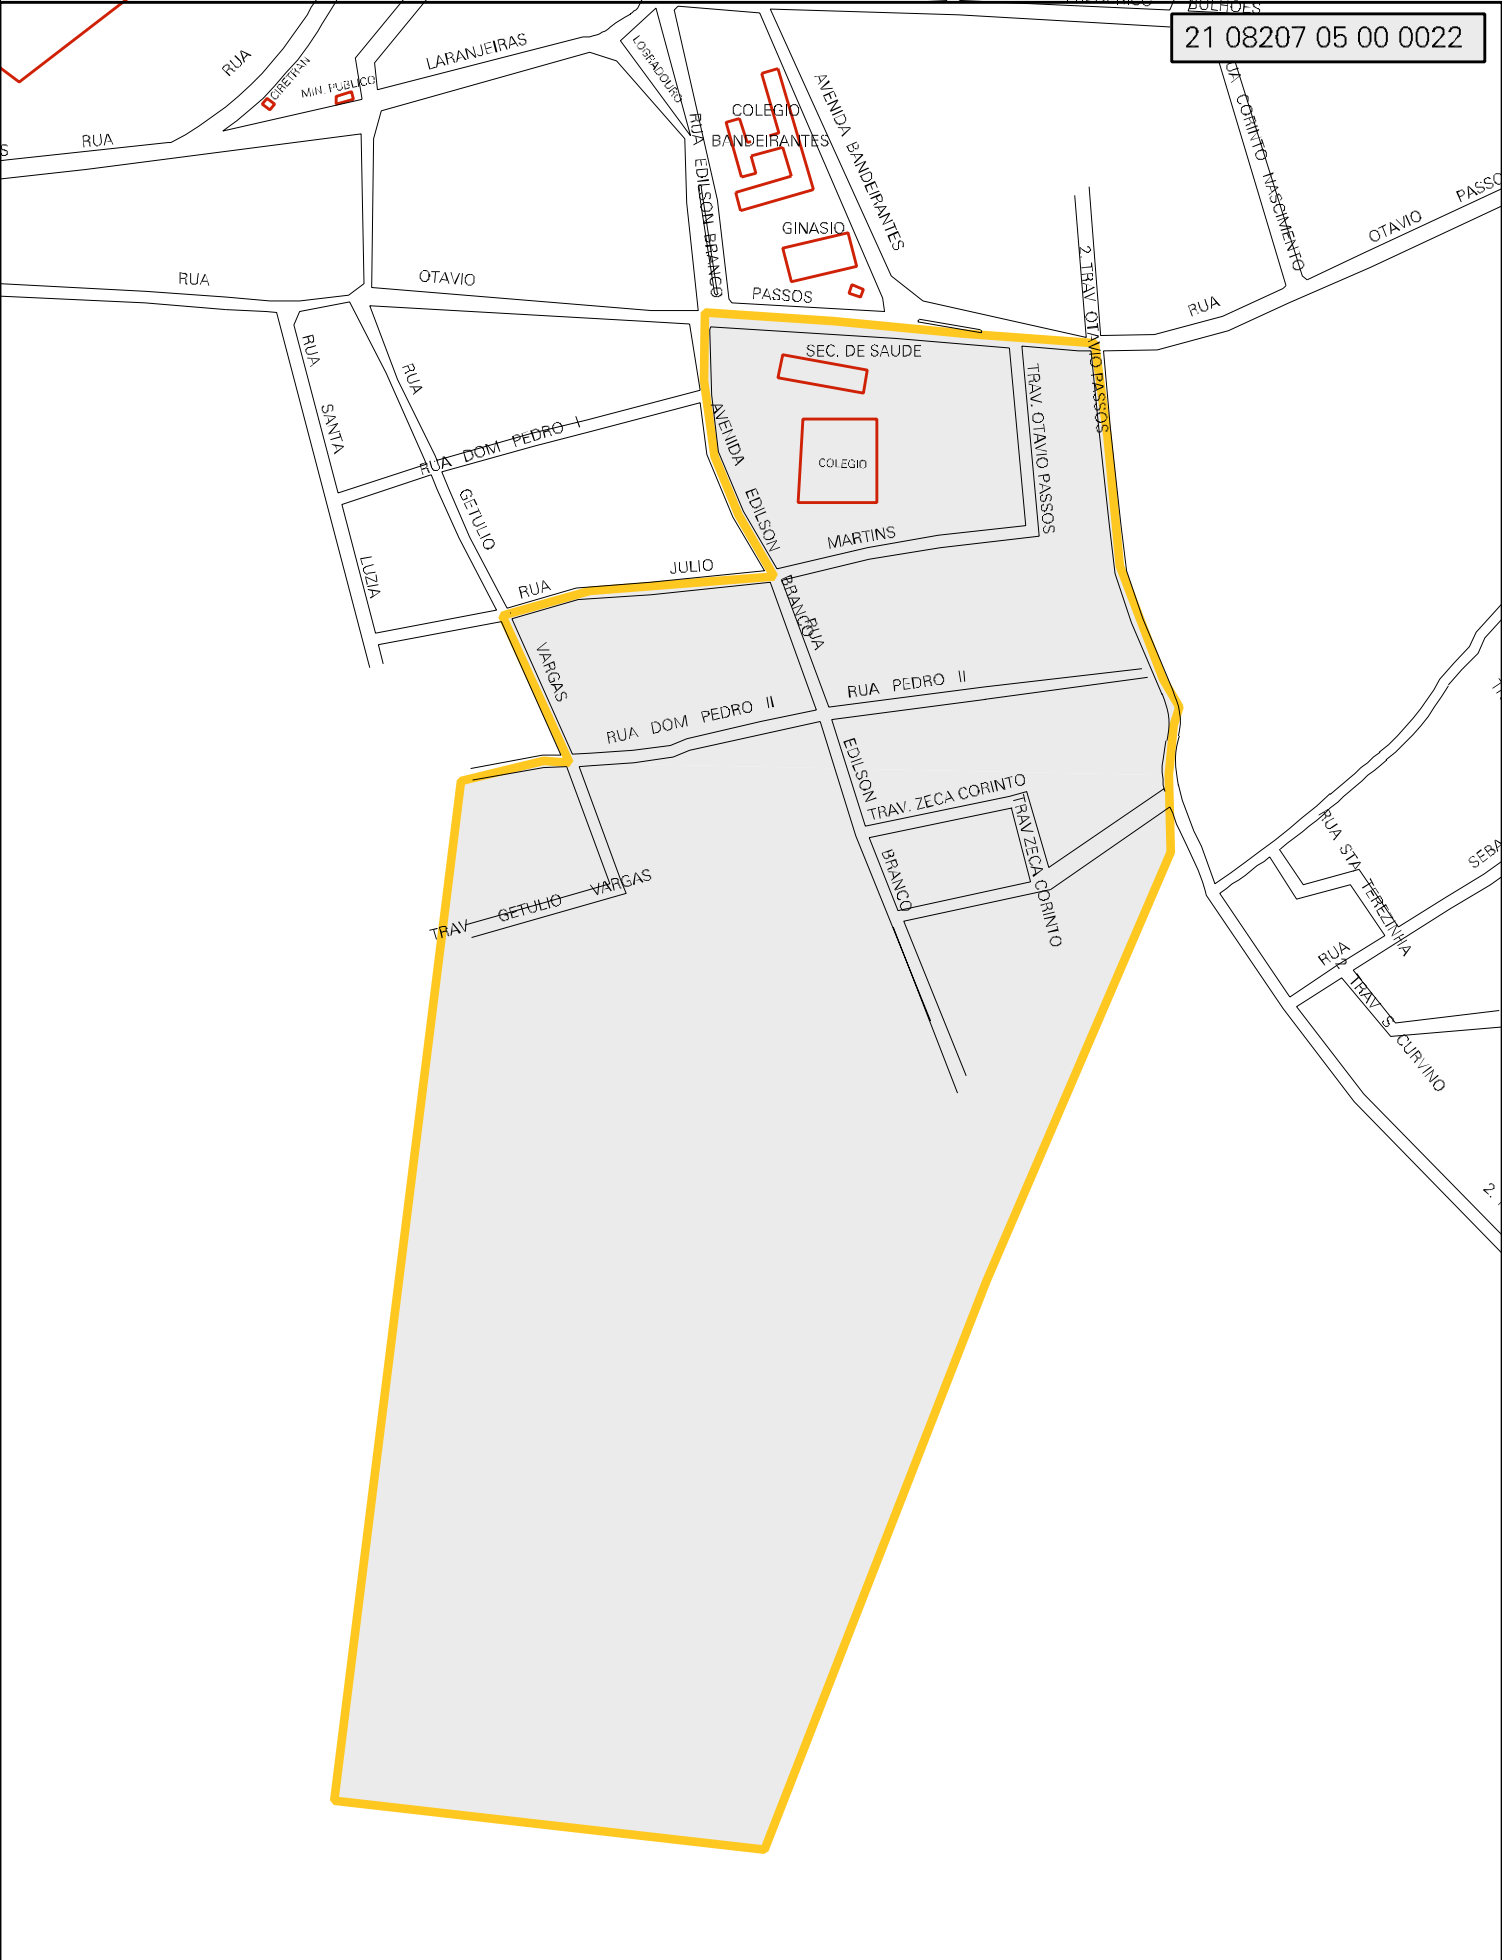 BULHOES
21 08207 05 00 0022
RUA
LARANJEIRAS
LOGRADOURO
CIRETRAN
MIN. PUBLICO
COLEGIO
BANDEIRANTES
AVENIDA BANDEIRANTES
RUA EDILSON BRANCO
CORINTO NASCIMENTO
RUA
S
GINASIO
OTAVIO
PASSO
2. TRAV OTAVIO PASSOS
RUA
OTAVIO
PASSOS
RUA
RUA
SANTA
LUZIA
RUA
GETULIO
VARGAS
SEC. DE SAUDE
COLEGIO
TRAV. OTAVIO PASSOS
AVENIDA
EDILSON
BRANCO
RUA DOM PEDRO I
MARTINS
JULIO
RUA
RUA
EDILSON
BRANCO
RUA PEDRO II
RUA DOM PEDRO II
TRAV. ZECA CORINTO
TRAV ZECA CORINTO
TRAV GETULIO VARGAS
RUA STA TEREZINHA
SEBA
RUA
2 TRAV S CURVINO
2.